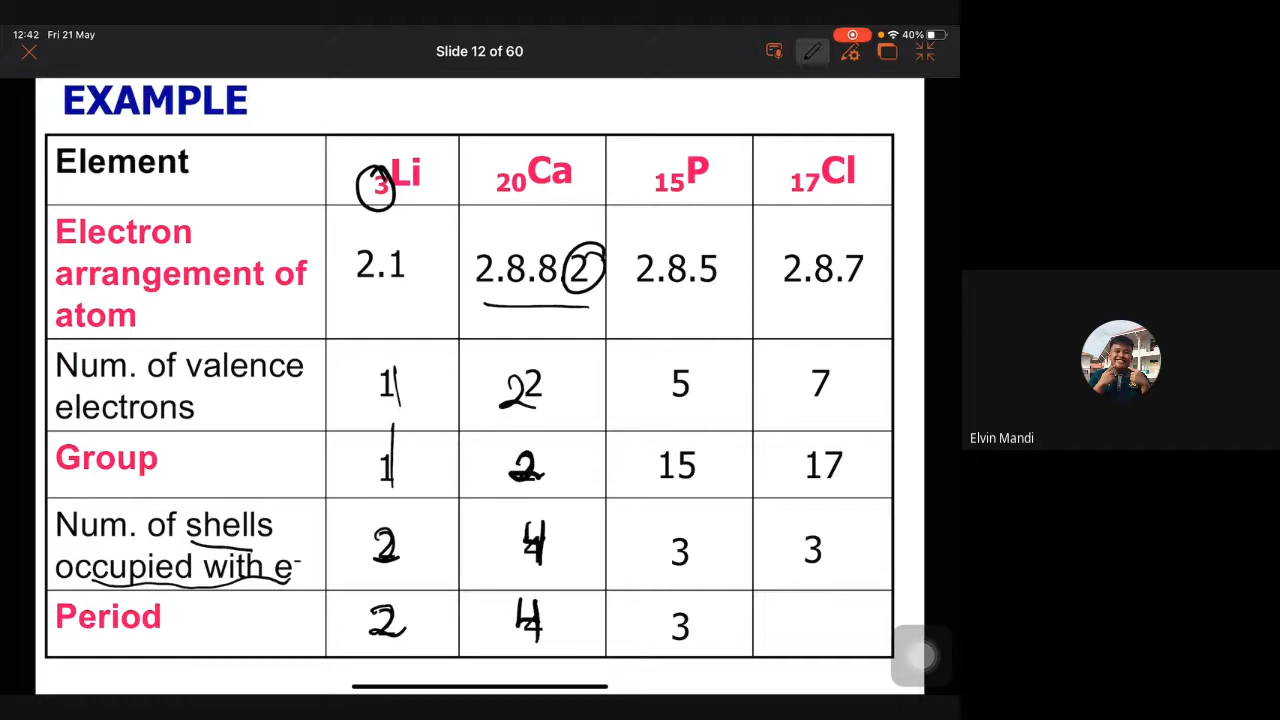 12:42 Fri 21 May
40%
Slide 12 of 60
EXAMPLE
Element
3Li
20Ca
15P
17Cl
Electron
arrangement of
atom
2.1
2.8.8.2
2.8.5
2.8.7
Num. of valence
electrons
1
2 2
5
7
Group
1
2
15
17
Num. of shells
occupied with e-
2
4
3
3
Period
2
4
3
Elvin Mandi